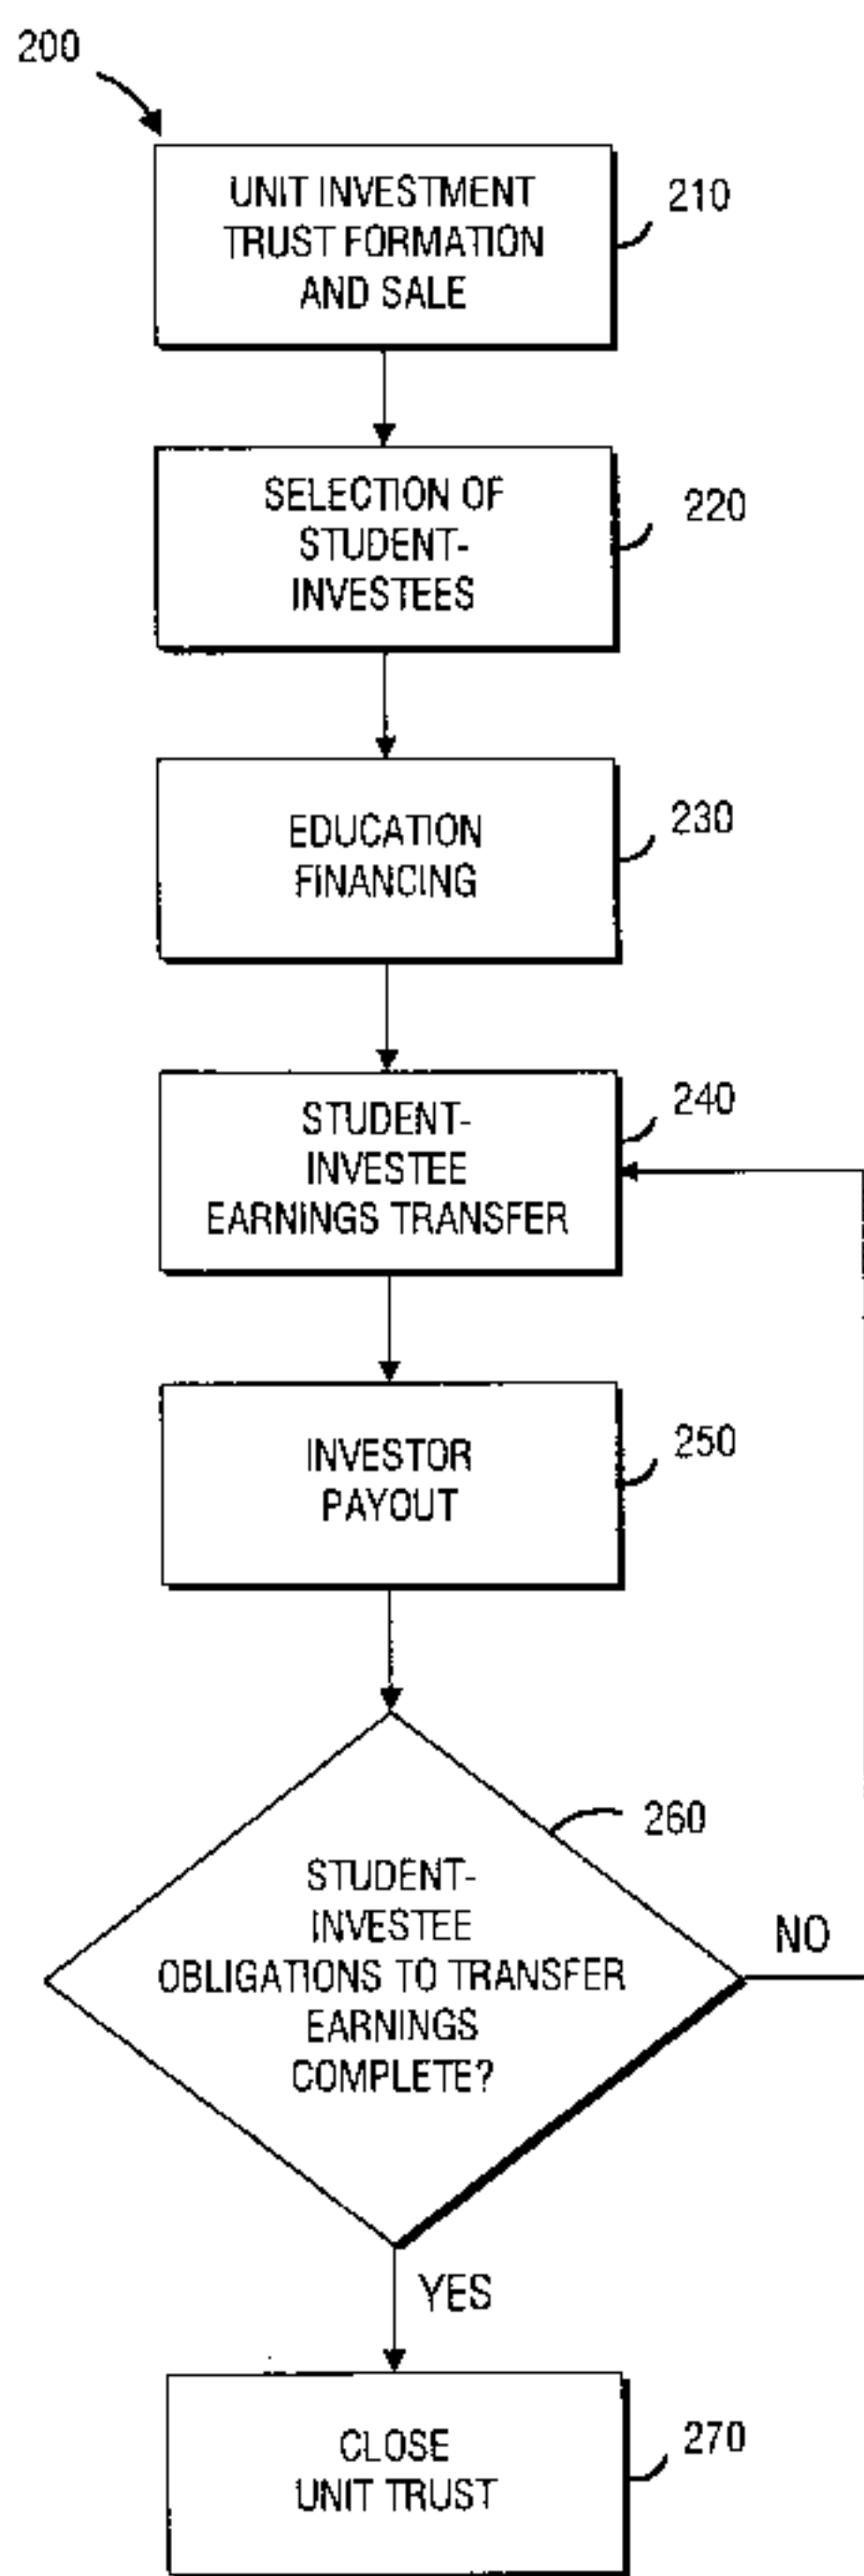 200
UNIT INVESTMENT
TRUST FORMATION
AND SALE
210
SELECTION OF
STUDENT-
INVESTEES
220
EDUCATION
FINANCING
230
STUDENT-
INVESTEE
EARNINGS TRANSFER
240
INVESTOR
PAYOUT
250
STUDENT-
INVESTEE
OBLIGATIONS TO TRANSFER
EARNINGS
COMPLETE?
260
NO
YES
CLOSE
UNIT TRUST
270